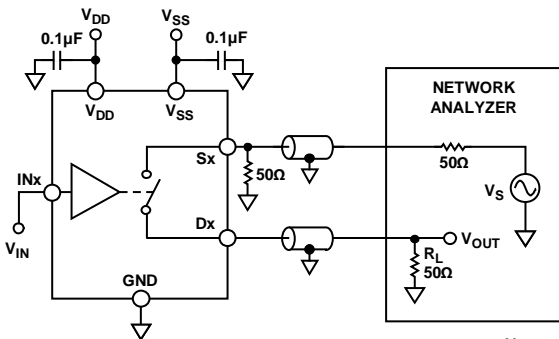 VDD VSS
0.1µF 0.1µF
VDD VSS
NETWORK
ANALYZER
Sx
50Ω
50Ω
INx
VS
VIN
Dx
VOUT
RL
50Ω
GND